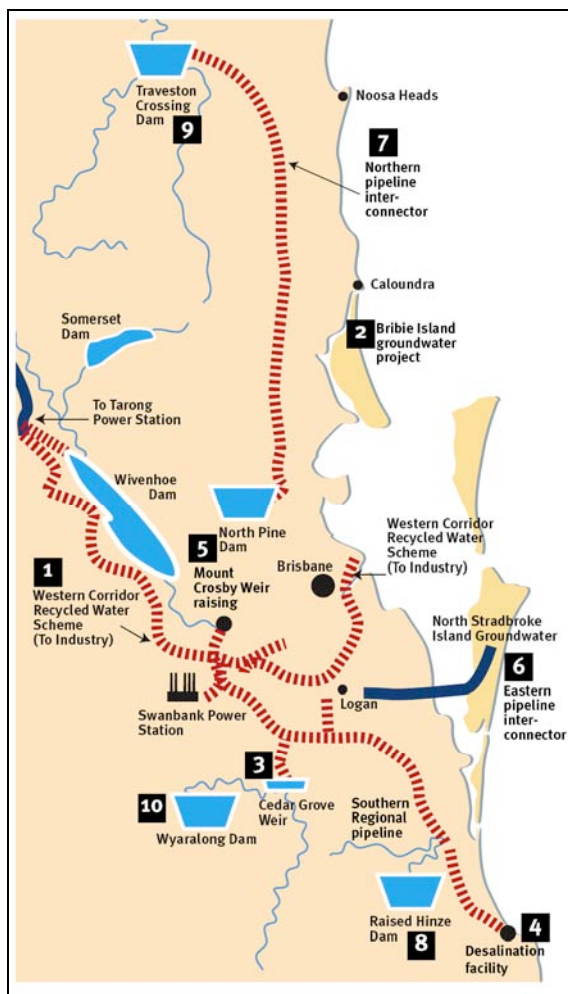 Traveston
Crossing
Dam
9
Noosa Heads
7
Northern
pipeline
inter-
connector
Caloundra
2
Bribie Island
groundwater
project
Somerset
Dam
To Tarong
Power Station
Wivenhoe
Dam
North Pine
Dam
Western Corridor
Recycled Water
Scheme
(To Industry)
5
Mount
Crosby Weir
raising
Brisbane
1
Western Corridor
Recycled Water
Scheme
(To Industry)
North Stradbroke
Island Groundwater
6
Eastern
pipeline
inter-
connector
Logan
Swanbank Power
Station
3
Cedar Grove
Weir
10
Wyaralong Dam
Southern
Regional
pipeline
Raised Hinze
Dam
8
4
Desalination
facility